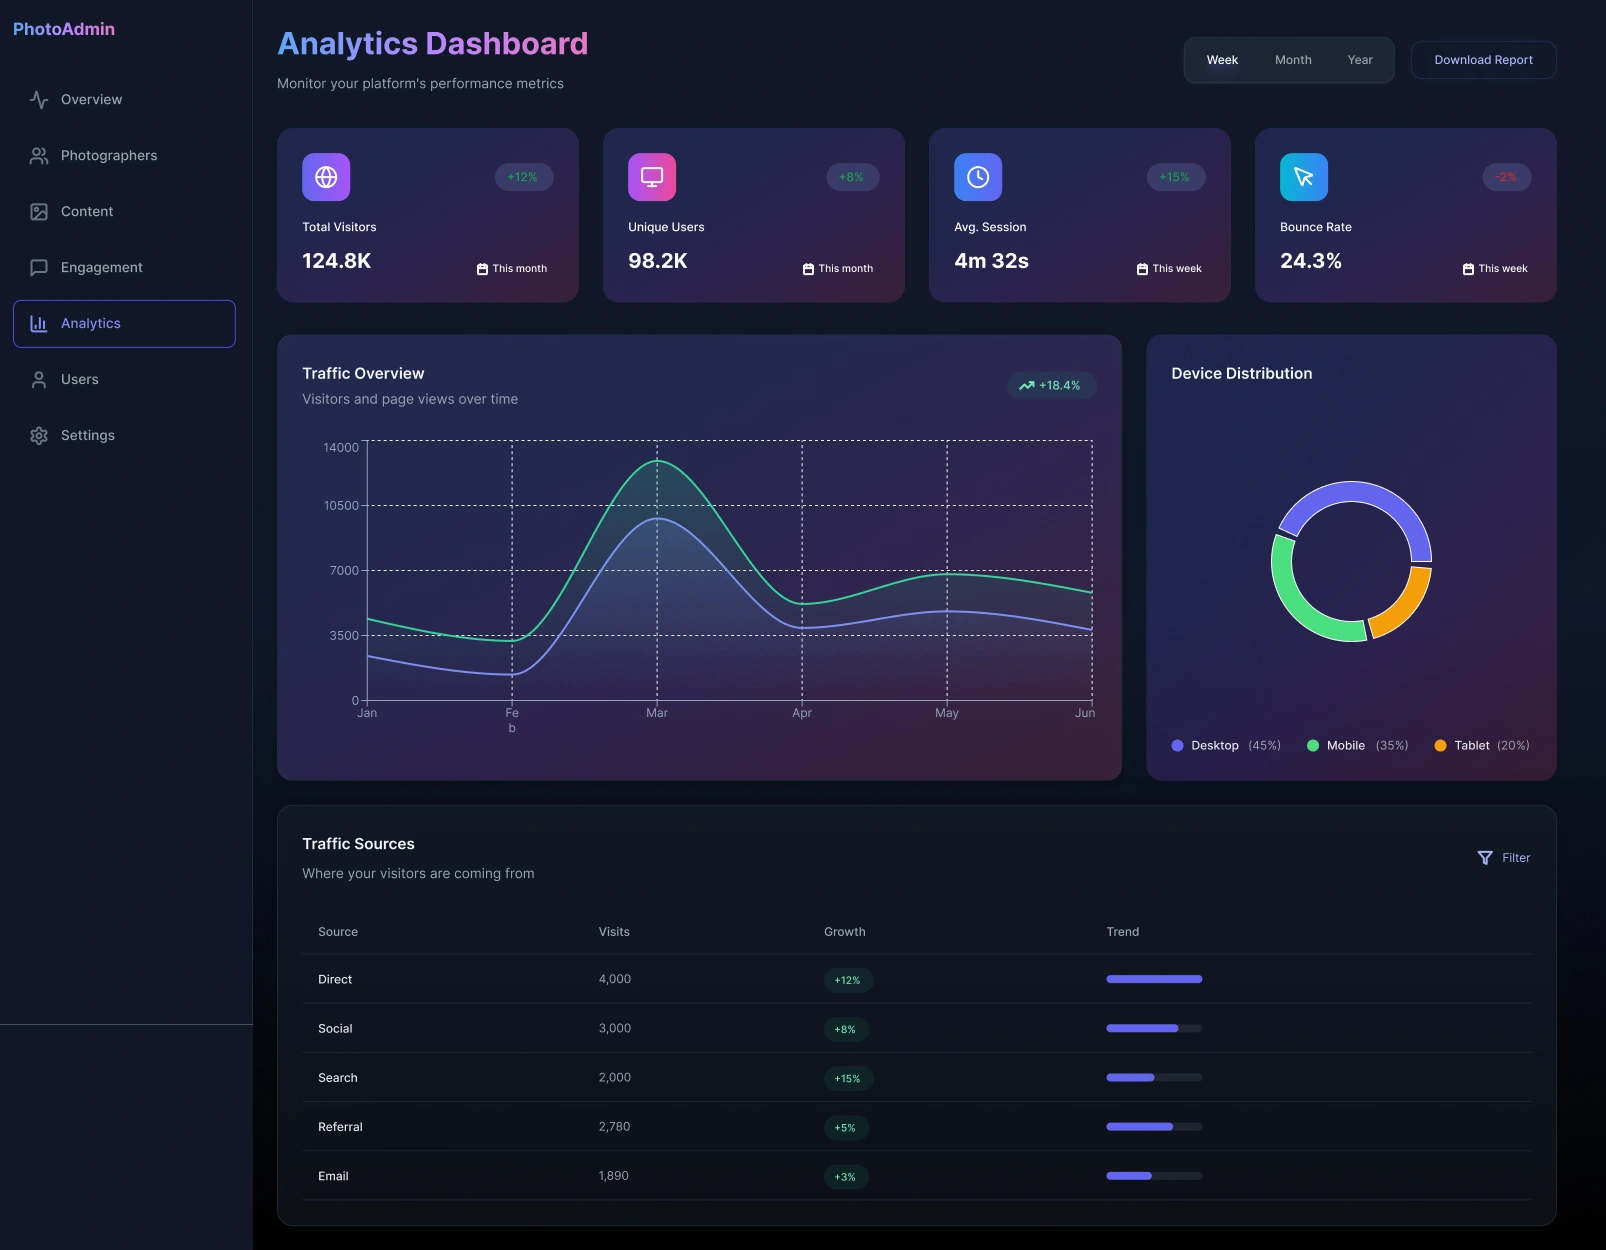 PhotoAdmin
Overview
Photographers
Content
Engagement
Analytics
Users
Settings
Analytics Dashboard
Monitor your platform's performance metrics
Week Month Year
Download Report
+12%
Total Visitors
124.8K
This month
+8%
Unique Users
98.2K
This month
+15%
Avg. Session
4m 32s
This week
-2%
Bounce Rate
24.3%
This week
Traffic Overview
Visitors and page views over time
+18.4%
14000
10500
7000
3500
0
Jan Fe Mar Apr May Jun
b
Device Distribution
Desktop (45%) Mobile (35%) Tablet (20%)
Traffic Sources
Where your visitors are coming from
Filter
Source Visits Growth Trend
Direct 4,000 +12%
Social 3,000 +8%
Search 2,000 +15%
Referral 2,780 +5%
Email 1,890 +3%